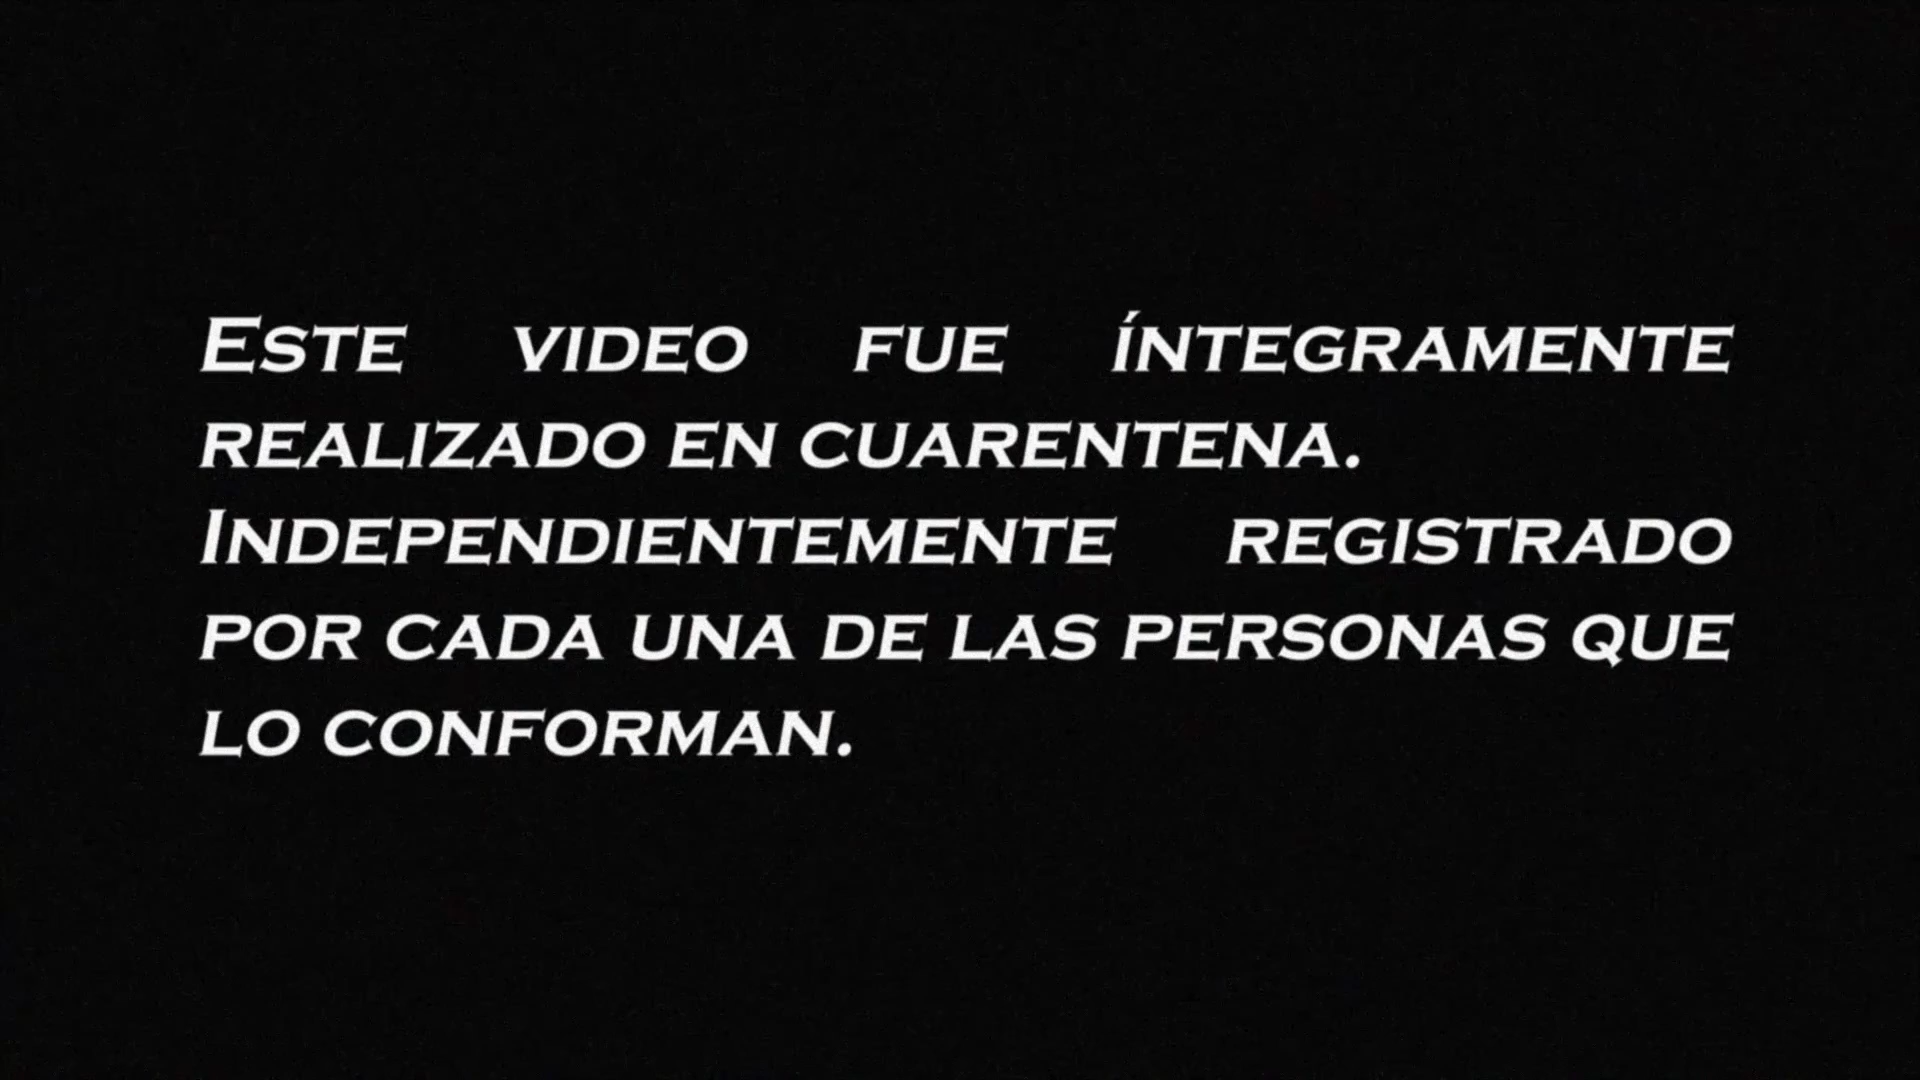 Este video fue íntegramente
realizado en cuarentena.
Independientemente registrado
por cada una de las personas que
lo conforman.